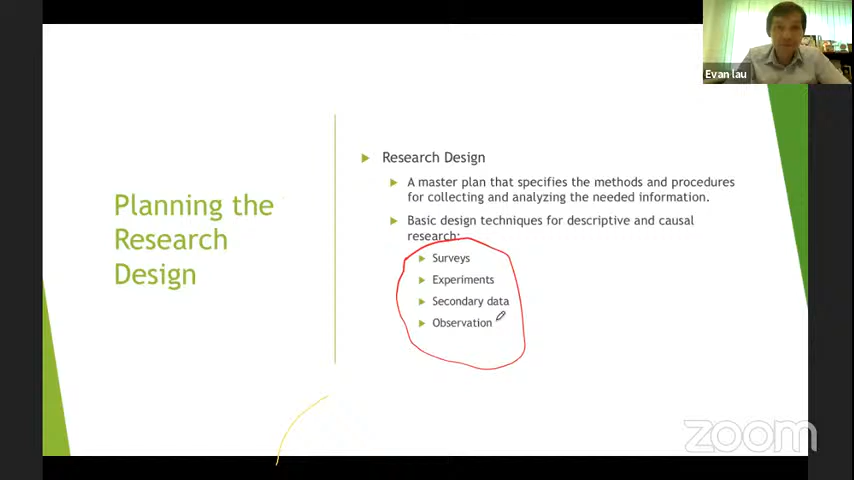 Evan lau
Planning the
Research
Design
Research Design
A master plan that specifies the methods and procedures
for collecting and analyzing the needed information.
Basic design techniques for descriptive and causal
research:
Surveys
Experiments
Secondary data
Observation
zoom